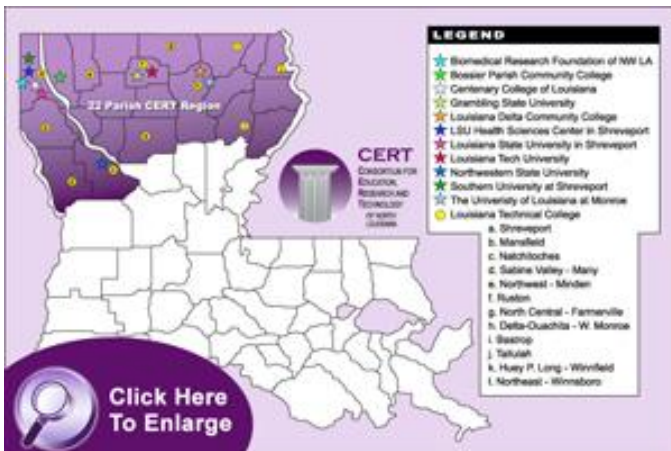 LEGEND
Biomedical Research Foundation of NW LA
Bossier Parish Community College
Centenary College of Louisiana
Grambling State University
Louisiana Delta Community College
LSU Health Sciences Center in Shreveport
Louisiana State University in Shreveport
Louisiana Tech University
Northwestern State University
Southern University at Shreveport
The Univeristy of Louisiana at Monroe
Louisiana Technical College
a. Shreveport
b. Mansfield
c. Natchitoches
d. Sabine Valley - Many
e. Northwest - Minden
f. Ruston
g. North Central - Farmerville
h. Delta-Ouachita - W. Monroe
i. Bastrop
j. Tallulah
k. Huey P. Long - Winnfield
l. Northeast - Winnsboro
22 Parish CERT Region
CERT
CONSORTIUM FOR
EDUCATION,
RESEARCH AND
TECHNOLOGY
OF NORTH
LOUISIANA
Click Here
To Enlarge